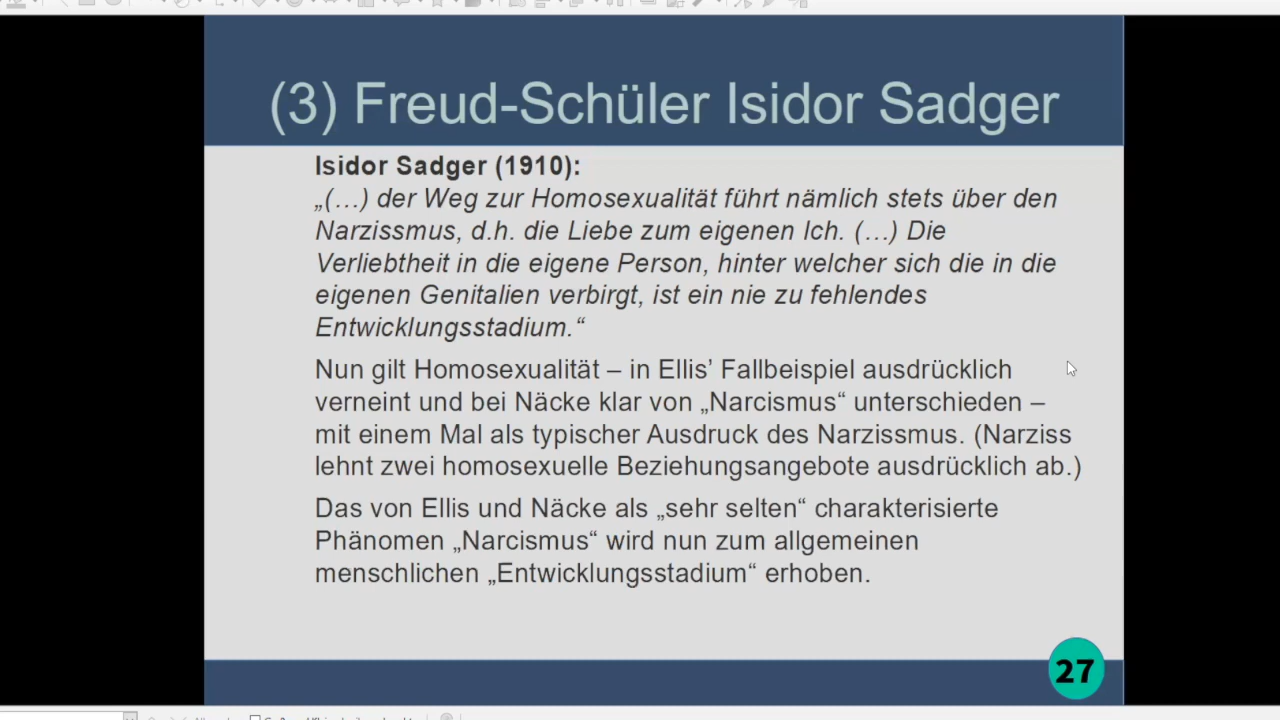 (3) Freud-Schüler Isidor Sadger
Isidor Sadger (1910):
„(…) der Weg zur Homosexualität führt nämlich stets über den
Narzissmus, d.h. die Liebe zum eigenen Ich. (…) Die
Verliebtheit in die eigene Person, hinter welcher sich die in die
eigenen Genitalien verbirgt, ist ein nie zu fehlendes
Entwicklungsstadium.“
Nun gilt Homosexualität – in Ellis’ Fallbeispiel ausdrücklich
verneint und bei Näcke klar von „Narcismus“ unterschieden –
mit einem Mal als typischer Ausdruck des Narzissmus. (Narziss
lehnt zwei homosexuelle Beziehungsangebote ausdrücklich ab.)
Das von Ellis und Näcke als „sehr selten“ charakterisierte
Phänomen „Narcismus“ wird nun zum allgemeinen
menschlichen „Entwicklungsstadium“ erhoben.
27